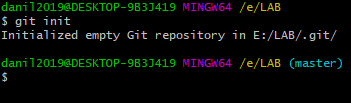 danil2019@DESKTOP-9B3J419 MINGW64 /e/LAB
$ git init
Initialized empty Git repository in E:/LAB/.git/
danil2019@DESKTOP-9B3J419 MINGW64 /e/LAB (master)
$